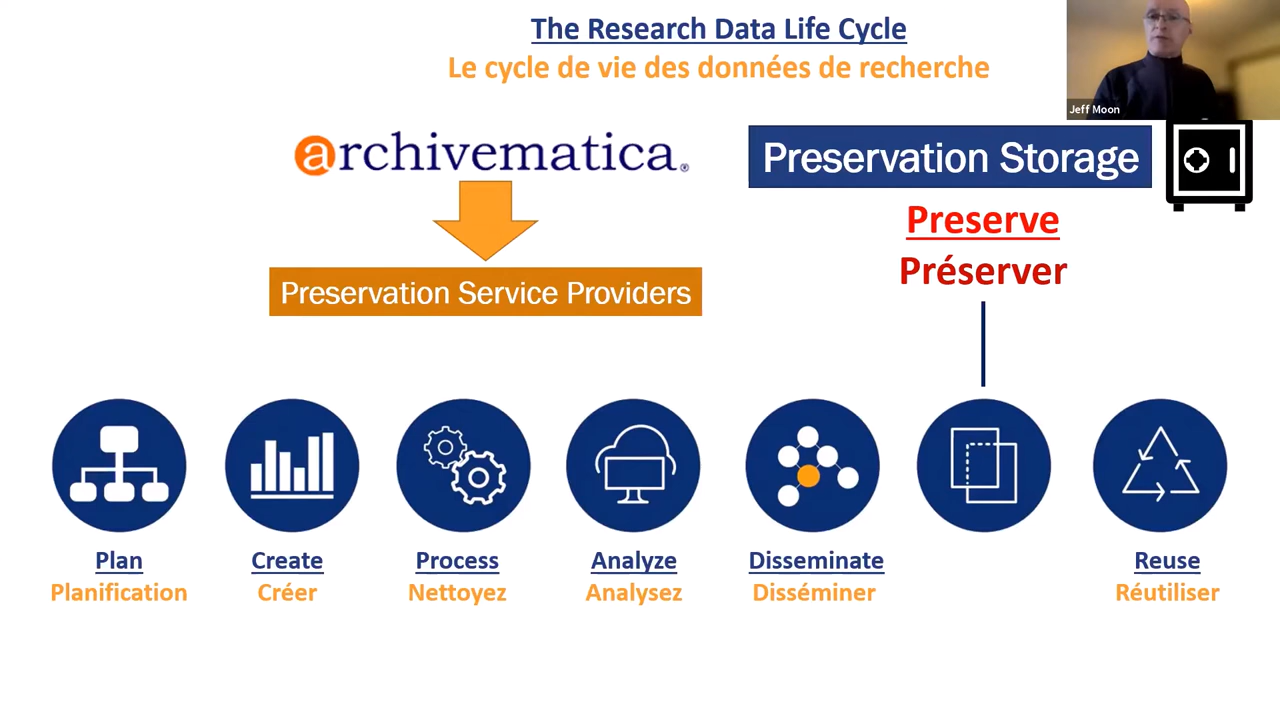 The Research Data Life Cycle
Le cycle de vie des données de recherche
Jeff Moon
archivematica®
Preservation Storage
Preserve
Préserver
Preservation Service Providers
Plan
Planification
Create
Créer
Process
Nettoyez
Analyze
Analysez
Disseminate
Disséminer
Reuse
Réutiliser